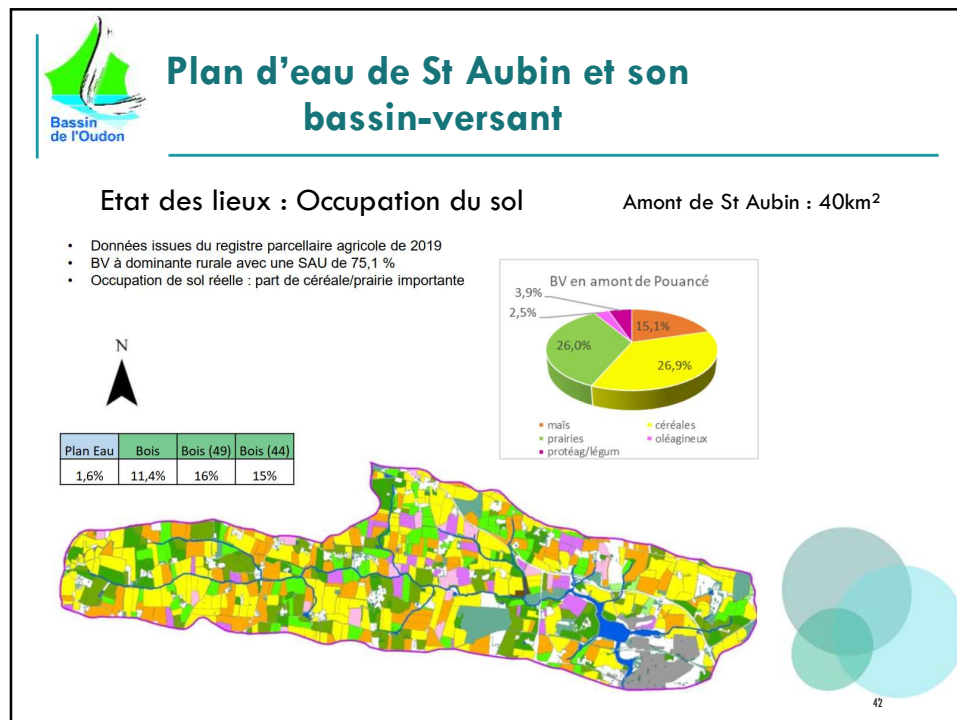 Plan d’eau de St Aubin et son
bassin-versant
Bassin
de l'Oudon
Etat des lieux : Occupation du sol
Amont de St Aubin : 40km²
• Données issues du registre parcellaire agricole de 2019
• BV à dominante rurale avec une SAU de 75,1 %
• Occupation de sol réelle : part de céréale/prairie importante
BV en amont de Pouancé
3,9%
2,5%
15,1%
26,0%
26,9%
maïs
céréales
prairies
oléagineux
protéag/légum
N
Plan Eau Bois Bois (49) Bois (44)
1,6% 11,4% 16% 15%
42